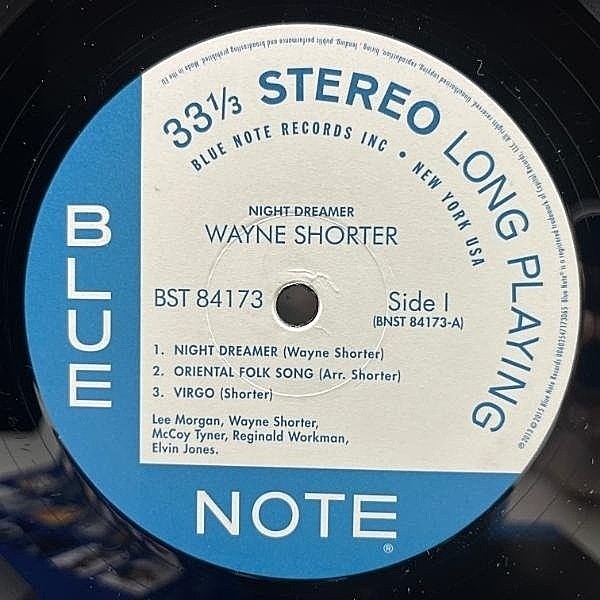 33⅓ STEREO LONG PLAYING
BLUE NOTE RECORDS INC • NEW YORK USA
NIGHT DREAMER
WAYNE SHORTER
BST 84173
Side I
(BNST 84173-A)
1. NIGHT DREAMER (Wayne Shorter)
2. ORIENTAL FOLK SONG (Arr. Shorter)
3. VIRGO (Shorter)
Lee Morgan, Wayne Shorter,
McCoy Tyner, Reginald Workman,
Elvin Jones.
BLUE
NOTE®